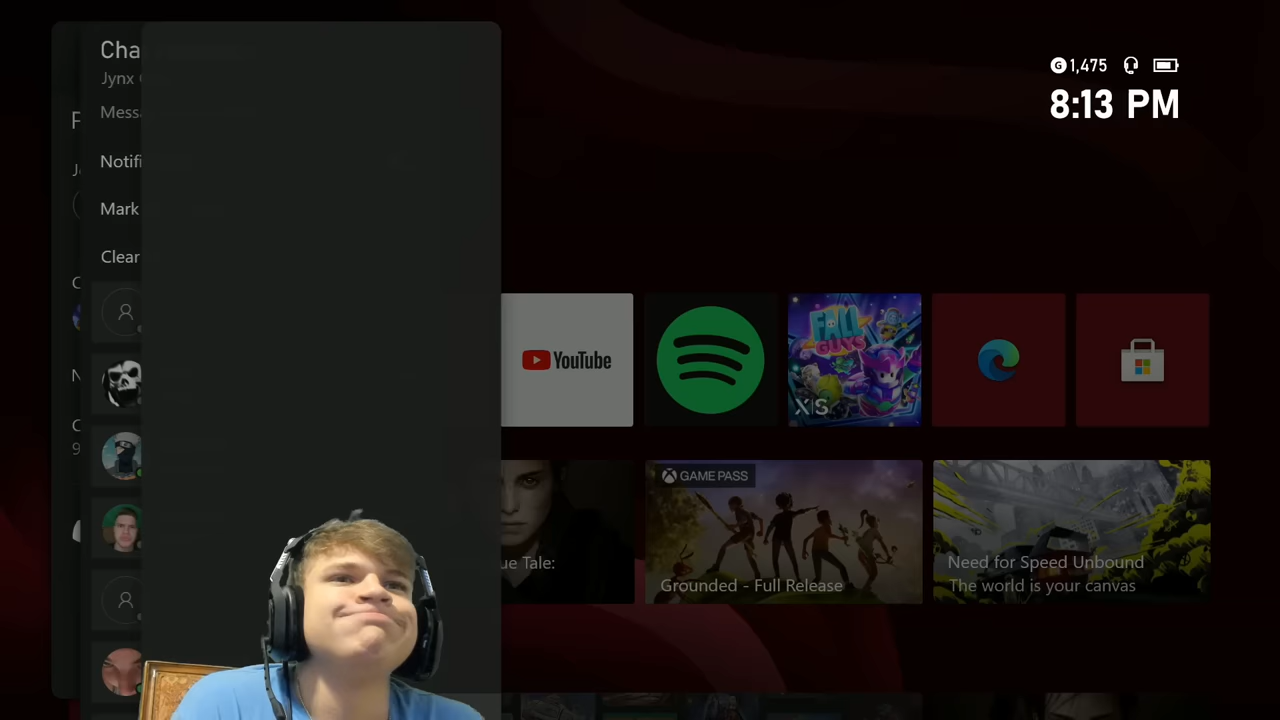 Cha
Jynx
Mess
Notifi
Mark
Clear
G 1,475
8:13 PM
YouTube
FALL
GUYS
X|S
GAME PASS
ue Tale:
Grounded - Full Release
Need for Speed Unbound
The world is your canvas